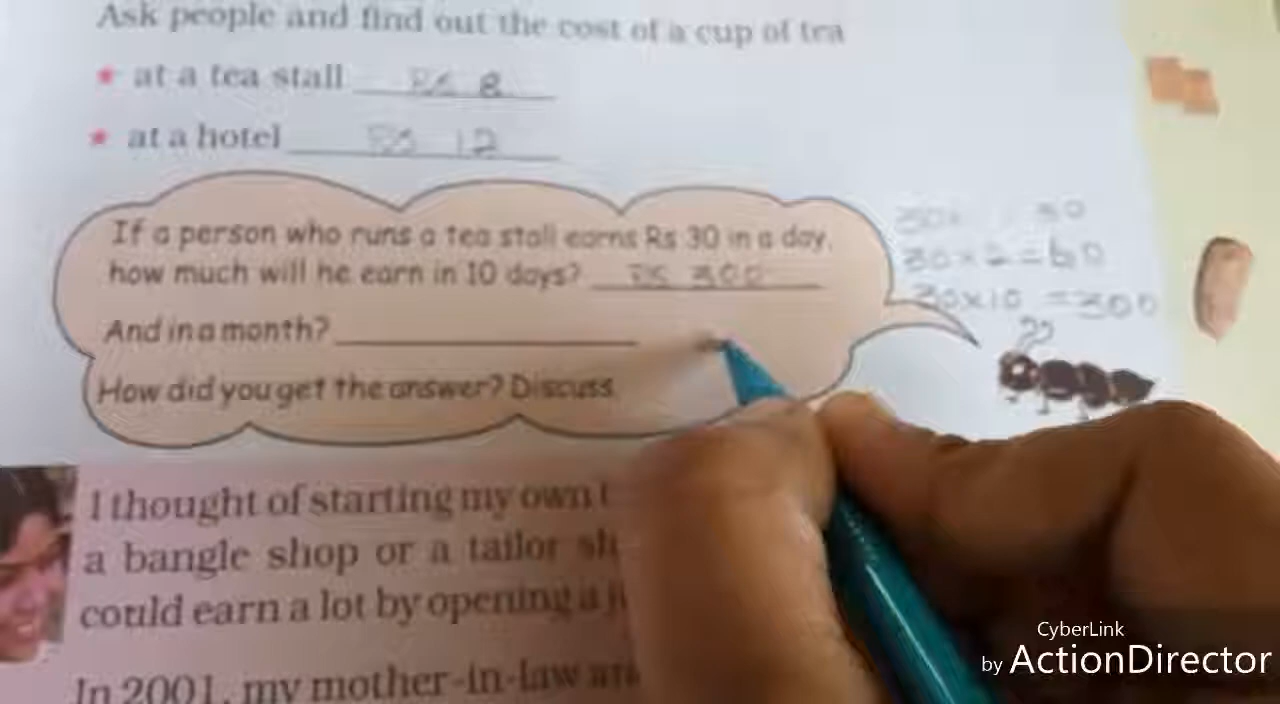 Ask people and find out the cost of a cup of tea
★ at a tea stall Rs 8
★ at a hotel Rs 12
If a person who runs a tea stall earns Rs 30 in a day,
how much will he earn in 10 days? Rs 300
And in a month?
How did you get the answer? Discuss.
30× 30
30×2=60
30×10 =300
I thought of starting my own
a bangle shop or a tailor
could earn a lot by opening a
In 2001, my mother-in-law
CyberLink
by ActionDirector